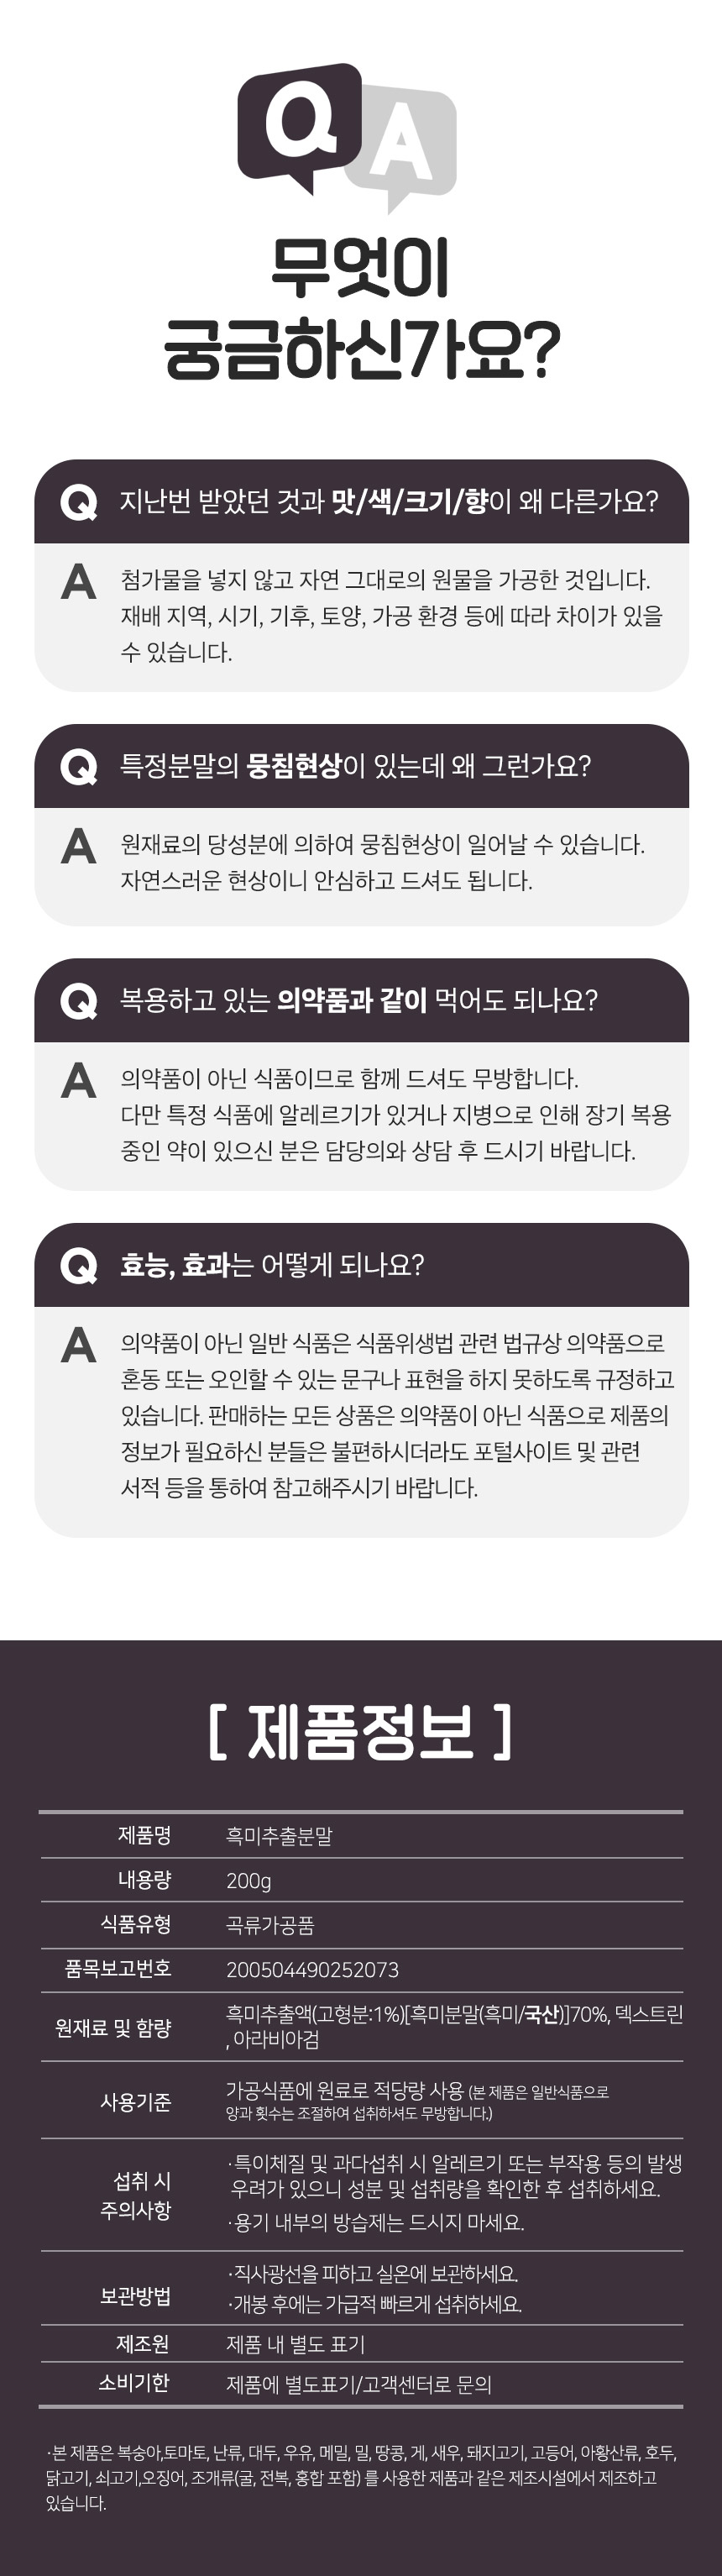 Q A
무엇이
궁금하신가요?
Q 지난번 받았던 것과 맛/색/크기/향이 왜 다른가요?
A 첨가물을 넣지 않고 자연 그대로의 원물을 가공한 것입니다.
재배 지역, 시기, 기후, 토양, 가공 환경 등에 따라 차이가 있을
수 있습니다.
Q 특정분말의 뭉침현상이 있는데 왜 그런가요?
A 원재료의 당성분에 의하여 뭉침현상이 일어날 수 있습니다.
자연스러운 현상이니 안심하고 드셔도 됩니다.
Q 복용하고 있는 의약품과 같이 먹어도 되나요?
A 의약품이 아닌 식품이므로 함께 드셔도 무방합니다.
다만 특정 식품에 알레르기가 있거나 지병으로 인해 장기 복용
중인 약이 있으신 분은 담당의와 상담 후 드시기 바랍니다.
Q 효능, 효과는 어떻게 되나요?
A 의약품이 아닌 일반 식품은 식품위생법 관련 법규상 의약품으로
혼동 또는 오인할 수 있는 문구나 표현을 하지 못하도록 규정하고
있습니다. 판매하는 모든 상품은 의약품이 아닌 식품으로 제품의
정보가 필요하신 분들은 불편하시더라도 포털사이트 및 관련
서적 등을 통하여 참고해주시기 바랍니다.
[ 제품정보 ]
제품명 흑미추출분말
내용량 200g
식품유형 곡류가공품
품목보고번호 200504490252073
원재료 및 함량 흑미추출액(고형분:1%)[흑미분말(흑미/국산)]70%, 덱스트린
, 아라비아검
사용기준 가공식품에 원료로 적당량 사용 (본 제품은 일반식품으로
양과 횟수는 조절하여 섭취하셔도 무방합니다.)
섭취 시
주의사항
·특이체질 및 과다섭취 시 알레르기 또는 부작용 등의 발생
우려가 있으니 성분 및 섭취량을 확인한 후 섭취하세요.
·용기 내부의 방습제는 드시지 마세요.
보관방법 ·직사광선을 피하고 실온에 보관하세요.
·개봉 후에는 가급적 빠르게 섭취하세요.
제조원 제품 내 별도 표기
소비기한 제품에 별도표기/고객센터로 문의
·본 제품은 복숭아,토마토, 난류, 대두, 우유, 메밀, 밀, 땅콩, 게, 새우, 돼지고기, 고등어, 아황산류, 호두,
닭고기, 쇠고기,오징어, 조개류(굴, 전복, 홍합 포함) 를 사용한 제품과 같은 제조시설에서 제조하고
있습니다.